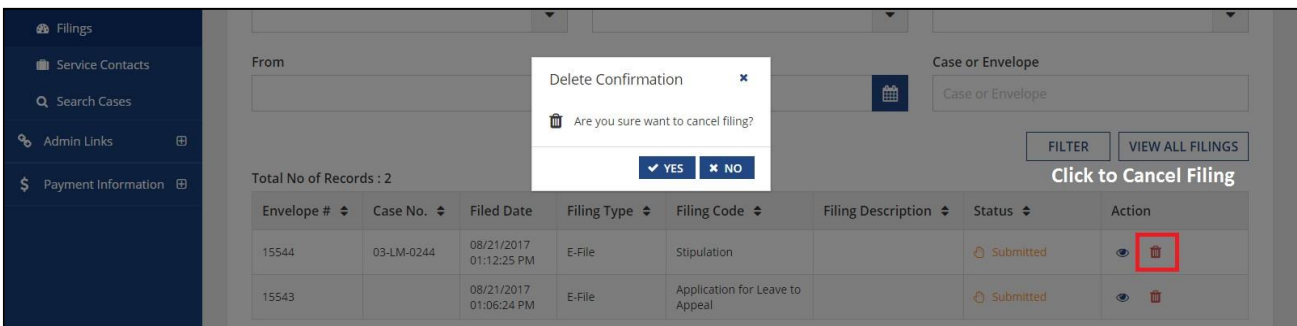 Filings
Service Contacts
Search Cases
Admin Links
$ Payment Information
From
Case or Envelope
Case or Envelope
Delete Confirmation
Are you sure want to cancel filing?
YES
NO
FILTER
VIEW ALL FILINGS
Click to Cancel Filing
Total No of Records : 2
Envelope # Case No. Filed Date Filing Type Filing Code Filing Description Status Action
15544 03-LM-0244 08/21/2017 E-File Stipulation Submitted
01:12:25 PM
15543 08/21/2017 E-File Application for Leave to Submitted
01:06:24 PM Appeal